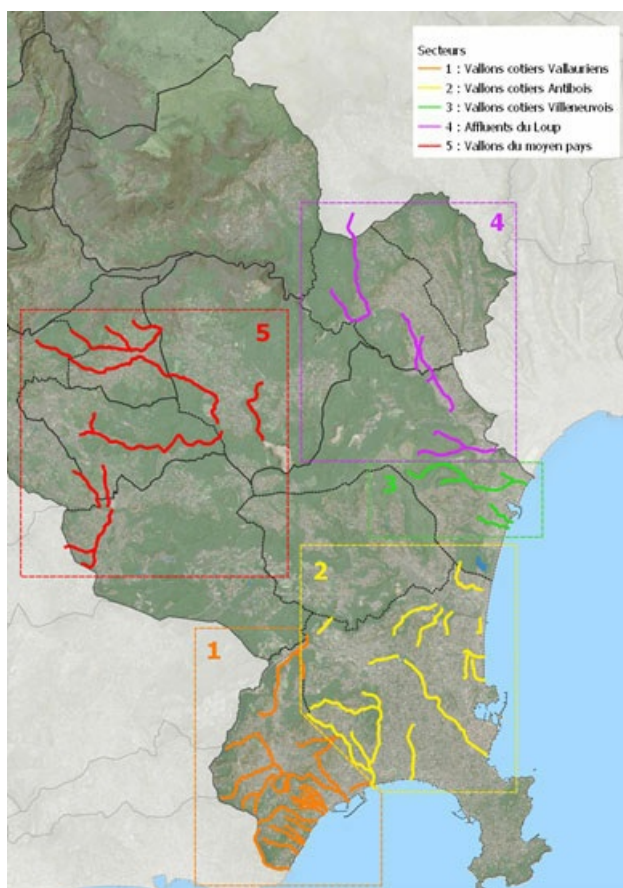 Secteurs
1 : Vallons cotiers Vallauriens
2 : Vallons cotiers Antibois
3 : Vallons cotiers Villeneuvois
4 : Affluents du Loup
5 : Vallons du moyen pays
4
5
3
2
1